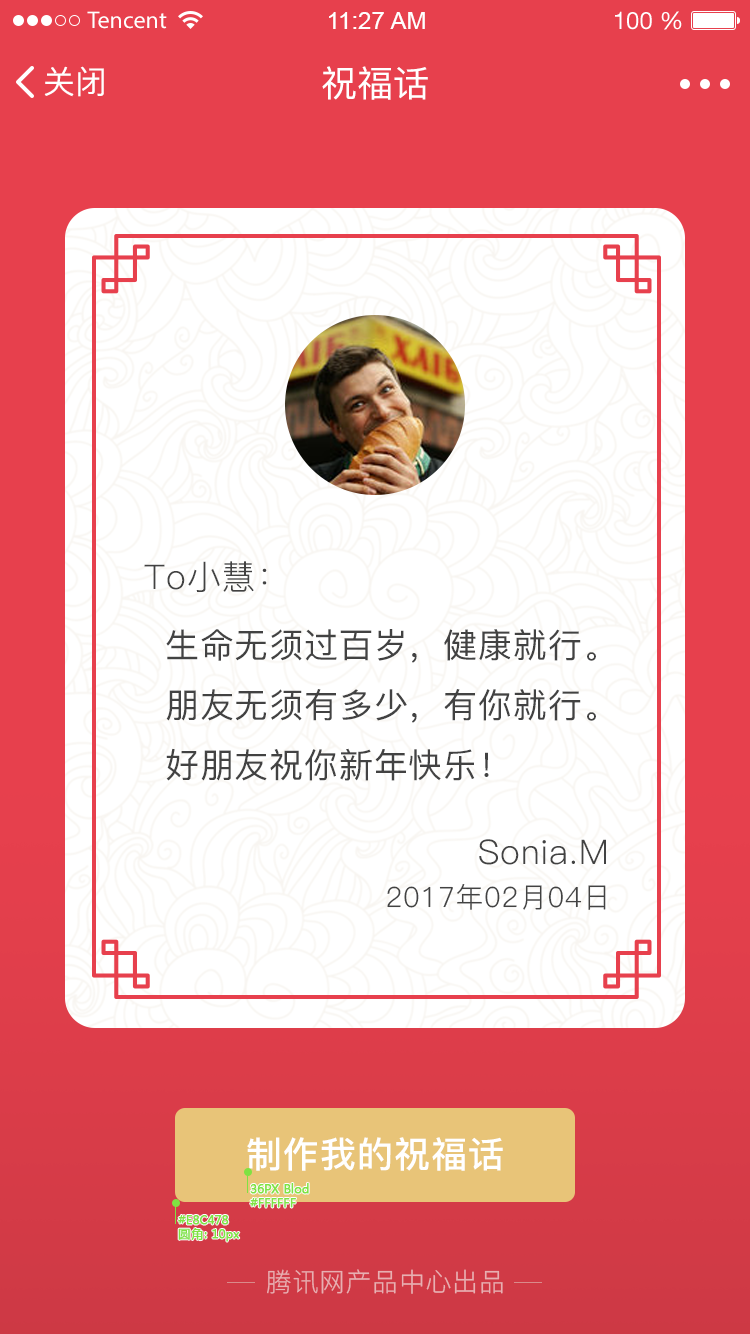 Tencent 11:27 AM 100 %
关闭 祝福话
To小慧：
生命无须过百岁，健康就行。
朋友无须有多少，有你就行。
好朋友祝你新年快乐！
Sonia.M
2017年02月04日
制作我的祝福话
36PX Blod
#FFFFFF
#E8C478
圆角: 10px
腾讯网产品中心出品